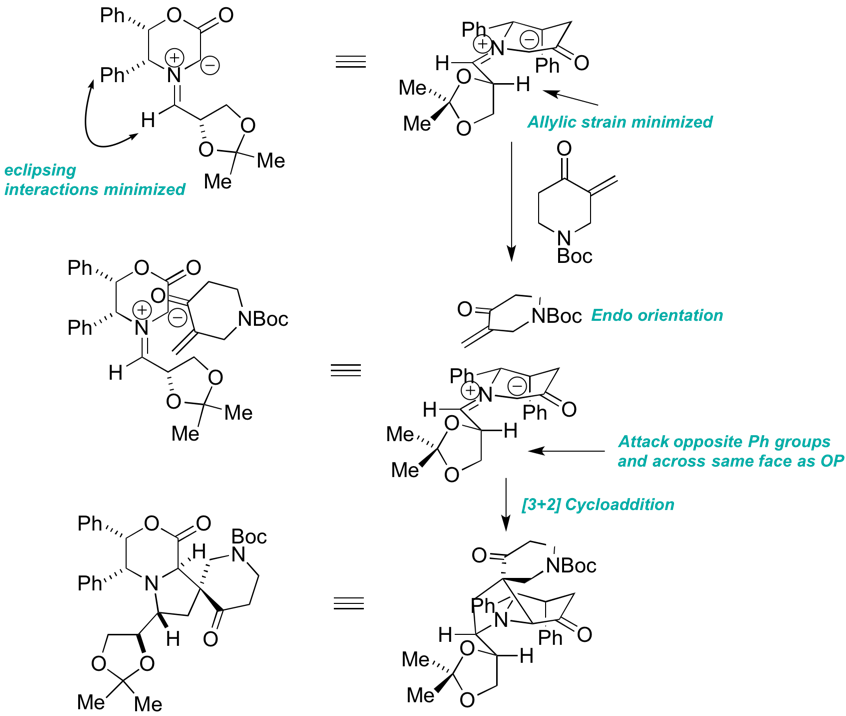 Ph
O
O
Ph
N
+
−
H
O
O
Me
Me
eclipsing
interactions minimized
Ph
N
+
−
Ph
O
H
O
H
Me
Me
O
Allylic strain minimized
O
N
Boc
Ph
O
O
O
Ph
N
+
−
NBoc
H
O
O
Me
Me
O
NBoc
Endo orientation
Ph
N
+
−
Ph
O
H
O
H
Me
Me
O
Attack opposite Ph groups
and across same face as OP
[3+2] Cycloaddition
Ph
O
O
Boc
N
H
Ph
N
H
O
O
O
Me
Me
O
NBoc
Ph
N
Ph
O
H
O
H
Me
Me
O